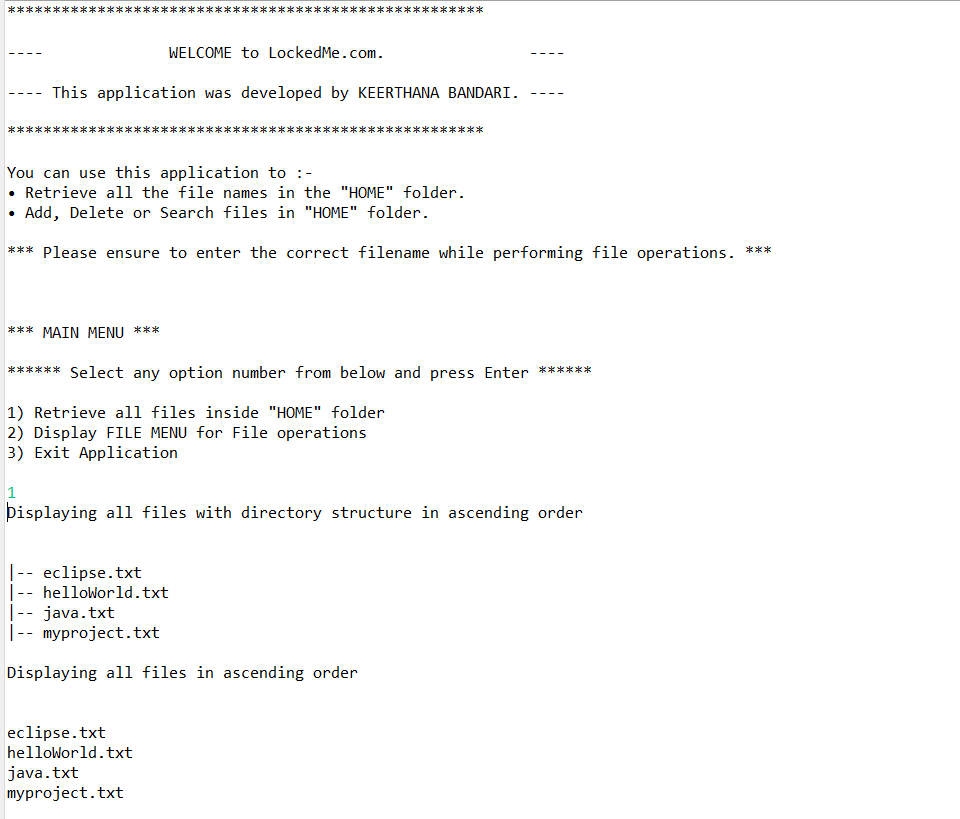 *****************************************************
----              WELCOME to LockedMe.com.                ----
---- This application was developed by KEERTHANA BANDARI. ----
*****************************************************
You can use this application to :-
• Retrieve all the file names in the "HOME" folder.
• Add, Delete or Search files in "HOME" folder.
*** Please ensure to enter the correct filename while performing file operations. ***
*** MAIN MENU ***
****** Select any option number from below and press Enter ******
1) Retrieve all files inside "HOME" folder
2) Display FILE MENU for File operations
3) Exit Application
1
Displaying all files with directory structure in ascending order
|-- eclipse.txt
|-- helloWorld.txt
|-- java.txt
|-- myproject.txt
Displaying all files in ascending order
eclipse.txt
helloWorld.txt
java.txt
myproject.txt